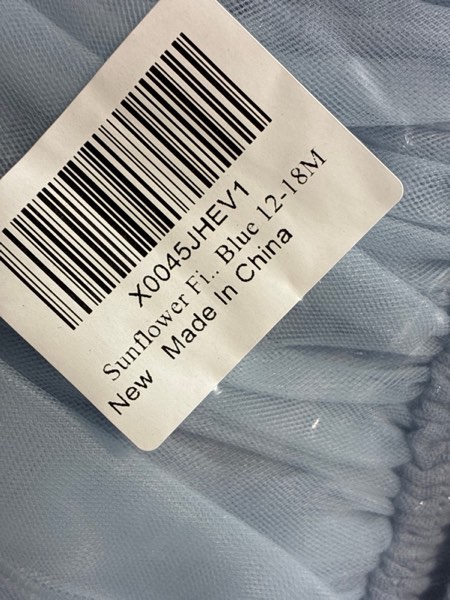 X0045JHEV1
Sunflower Fi.. Blue 12-18M
New Made In China